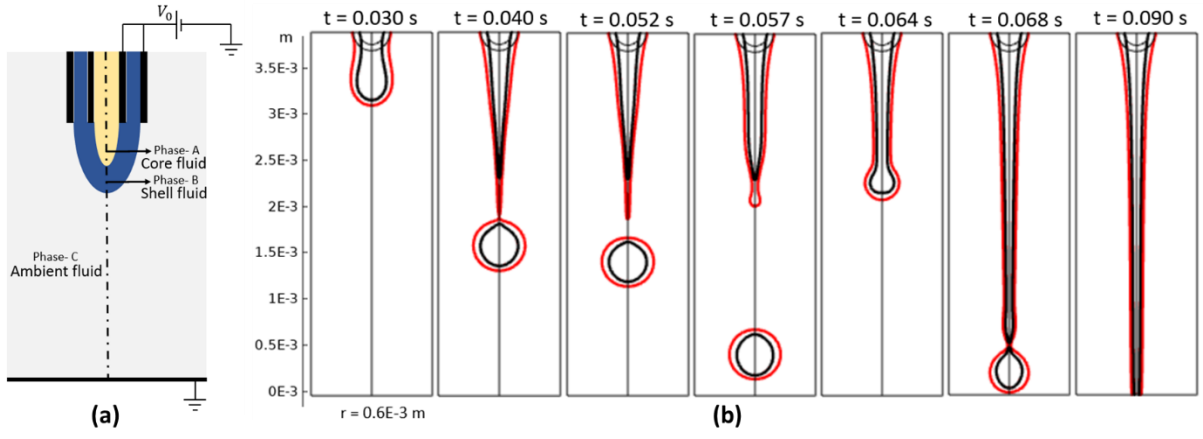 V₀
Phase- A
Core fluid
Phase- B
Shell fluid
Phase- C
Ambient fluid
(a)
t = 0.030 s
t = 0.040 s
t = 0.052 s
t = 0.057 s
t = 0.064 s
t = 0.068 s
t = 0.090 s
m
3.5E-3
3E-3
2.5E-3
2E-3
1.5E-3
1E-3
0.5E-3
0E-3
r = 0.6E-3 m
(b)